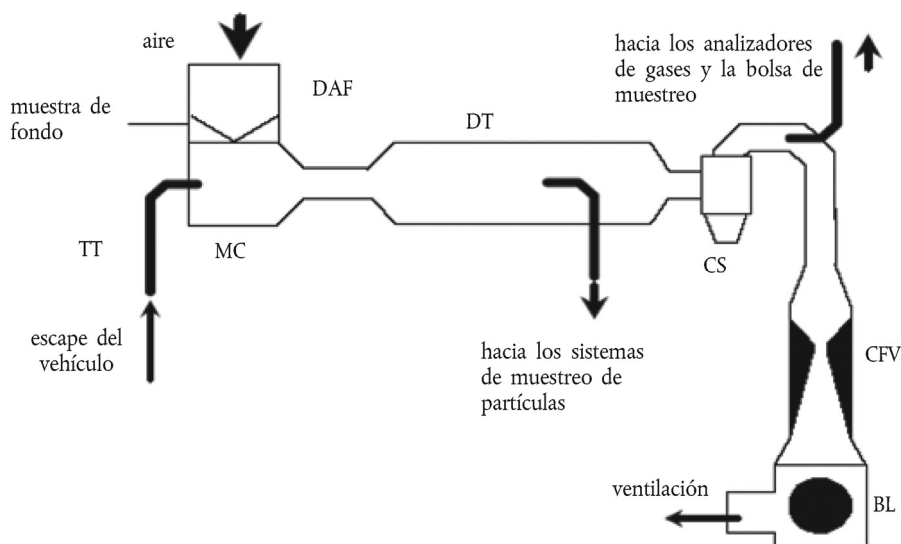 aire
DAF
muestra de
fondo
hacia los analizadores
de gases y la bolsa de
muestreo
DT
TT
MC
CS
escape del
vehículo
hacia los sistemas
de muestreo de
partículas
CFV
ventilación
BL